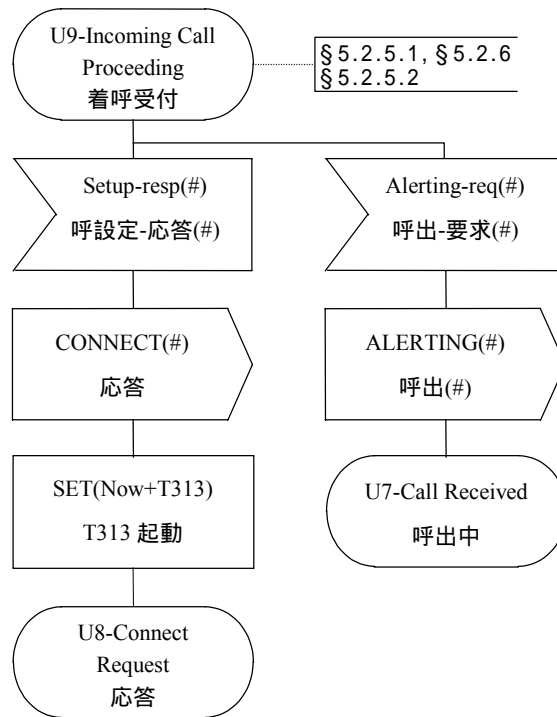 U9-Incoming Call
Proceeding
着呼受付
§5.2.5.1, §5.2.6
§5.2.5.2
Setup-resp(#)
呼設定-応答(#)
Alerting-req(#)
呼出-要求(#)
CONNECT(#)
応答
ALERTING(#)
呼出(#)
SET(Now+T313)
T313 起動
U7-Call Received
呼出中
U8-Connect
Request
応答